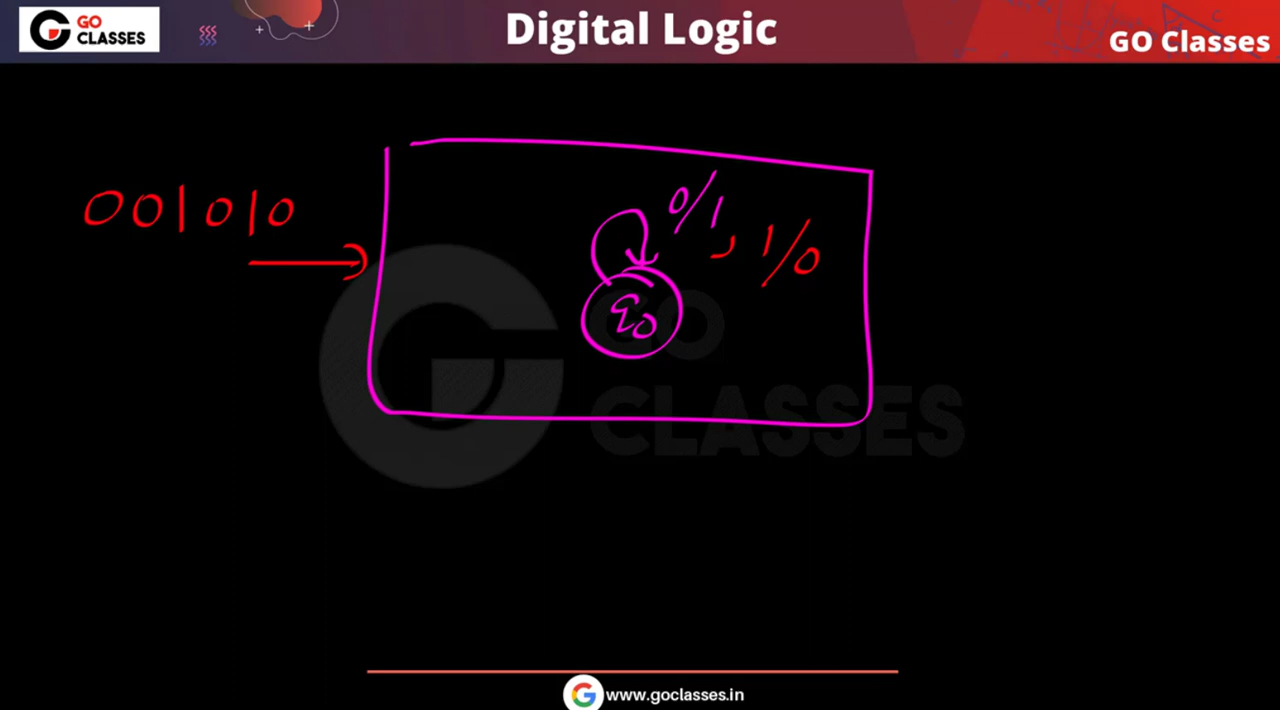 GO
CLASSES
Digital Logic
GO Classes
001010
0/1, 1/0
q0
GO
CLASSES
www.goclasses.in